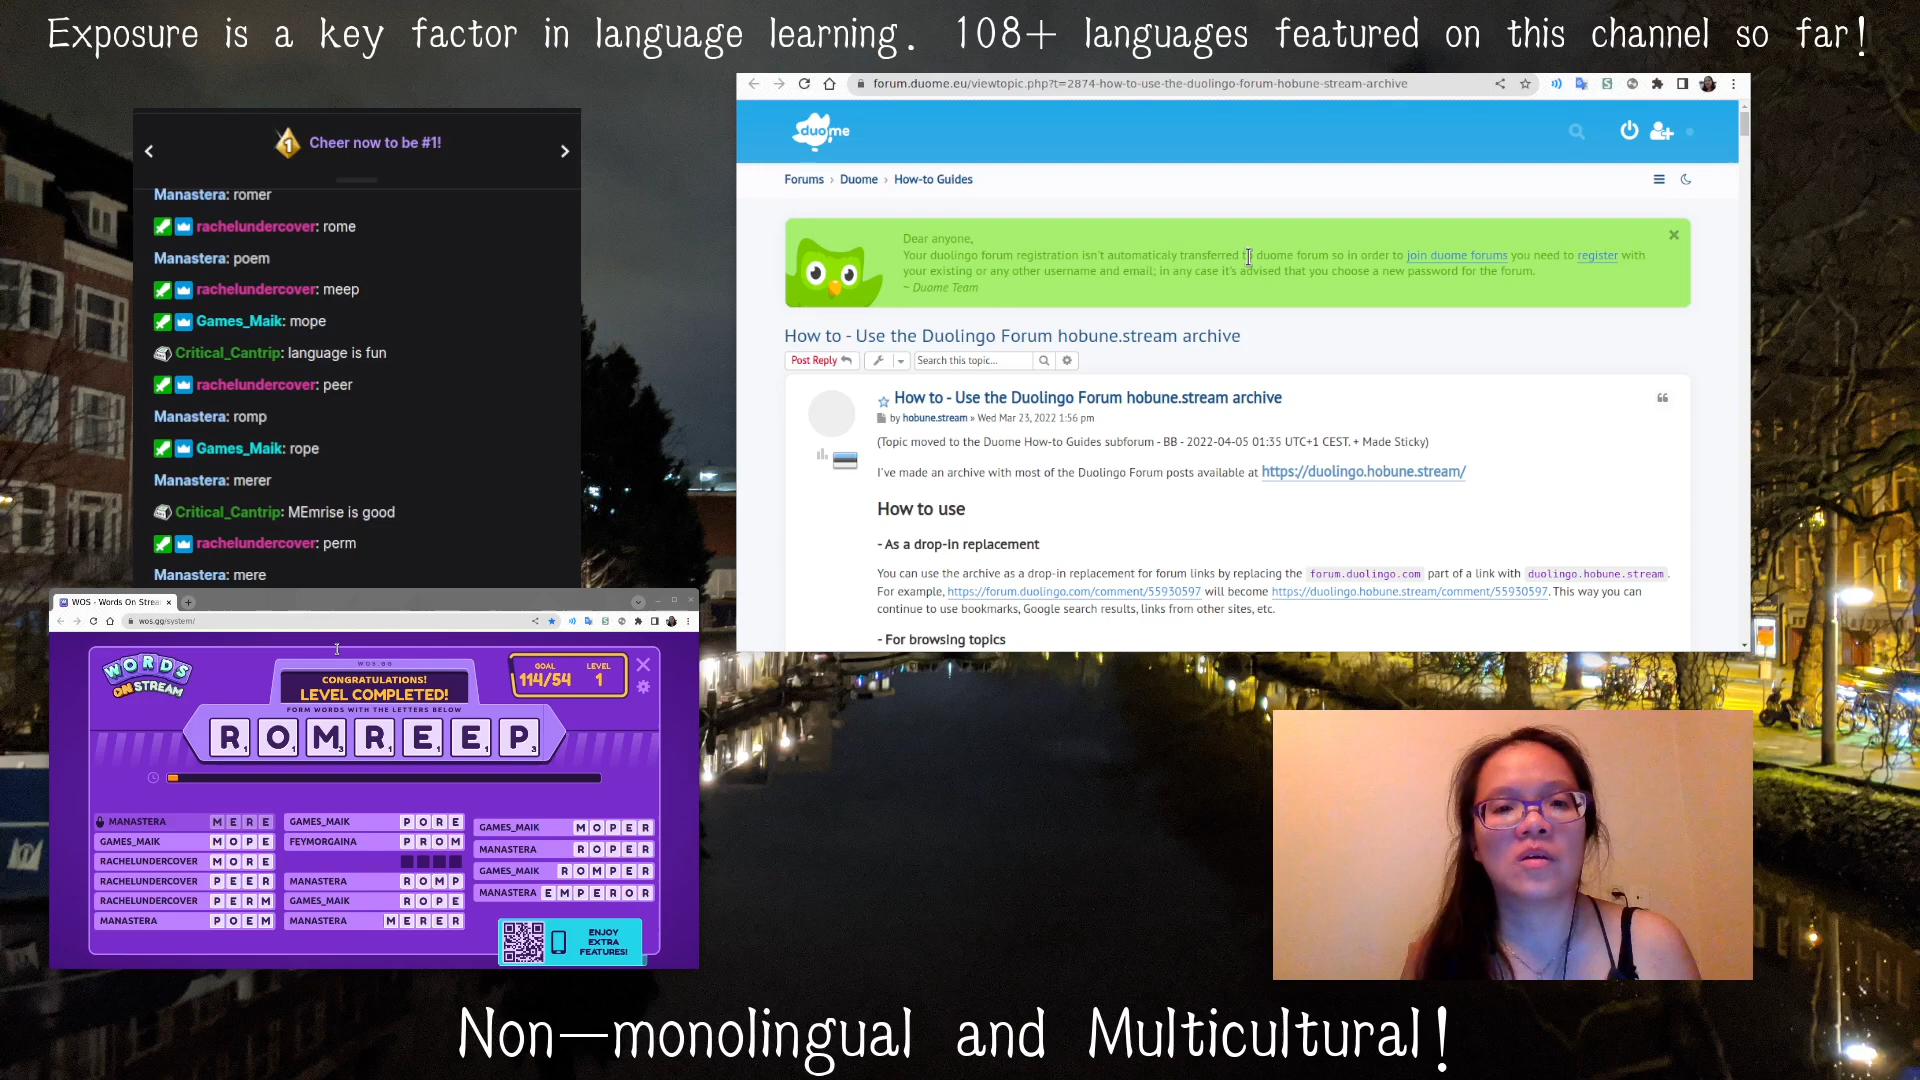 Exposure is a key factor in language learning. 108+ languages featured on this channel so far!
Cheer now to be #1!
Manastera: romer
rachelundercover: rome
Manastera: poem
rachelundercover: meep
Games_Maik: mope
Critical_Cantrip: language is fun
rachelundercover: peer
Manastera: romp
Games_Maik: rope
Manastera: merer
Critical_Cantrip: MEmrise is good
rachelundercover: perm
Manastera: mere
forum.duome.eu/viewtopic.php?t=2874-how-to-use-the-duolingo-forum-hobune-stream-archive
duome
Forums › Duome › How-to Guides
Dear anyone,
Your duolingo forum registration isn't automaticaly transferred to duome forum so in order to join duome forums you need to register with
your existing or any other username and email; in any case it's advised that you choose a new password for the forum.
~ Duome Team
How to - Use the Duolingo Forum hobune.stream archive
Post Reply Search this topic...
How to - Use the Duolingo Forum hobune.stream archive
by hobune.stream » Wed Mar 23, 2022 1:56 pm
(Topic moved to the Duome How-to Guides subforum - BB - 2022-04-05 01:35 UTC+1 CEST. + Made Sticky)
I've made an archive with most of the Duolingo Forum posts available at https://duolingo.hobune.stream/
How to use
- As a drop-in replacement
You can use the archive as a drop-in replacement for forum links by replacing the forum.duolingo.com part of a link with duolingo.hobune.stream.
For example, https://forum.duolingo.com/comment/55930597 will become https://duolingo.hobune.stream/comment/55930597. This way you can
continue to use bookmarks, Google search results, links from other sites, etc.
- For browsing topics
WOS - Words On Strea
wos.gg/system/
WORDS ON STREAM
WOS.GG
CONGRATULATIONS!
LEVEL COMPLETED!
GOAL LEVEL
114/54 1
FORM WORDS WITH THE LETTERS BELOW
R1 O1 M3 R1 E1 E1 P3
MANASTERA MERE
GAMES_MAIK MOPE
RACHELUNDERCOVER MORE
RACHELUNDERCOVER PEER
RACHELUNDERCOVER PERM
MANASTERA POEM
GAMES_MAIK PORE
FEYMORGAINA PROM
MANASTERA ROMP
GAMES_MAIK ROPE
MANASTERA MERER
GAMES_MAIK MOPER
MANASTERA ROPER
GAMES_MAIK ROMPER
MANASTERA EMPEROR
ENJOY
EXTRA
FEATURES!
Non-monolingual and Multicultural!